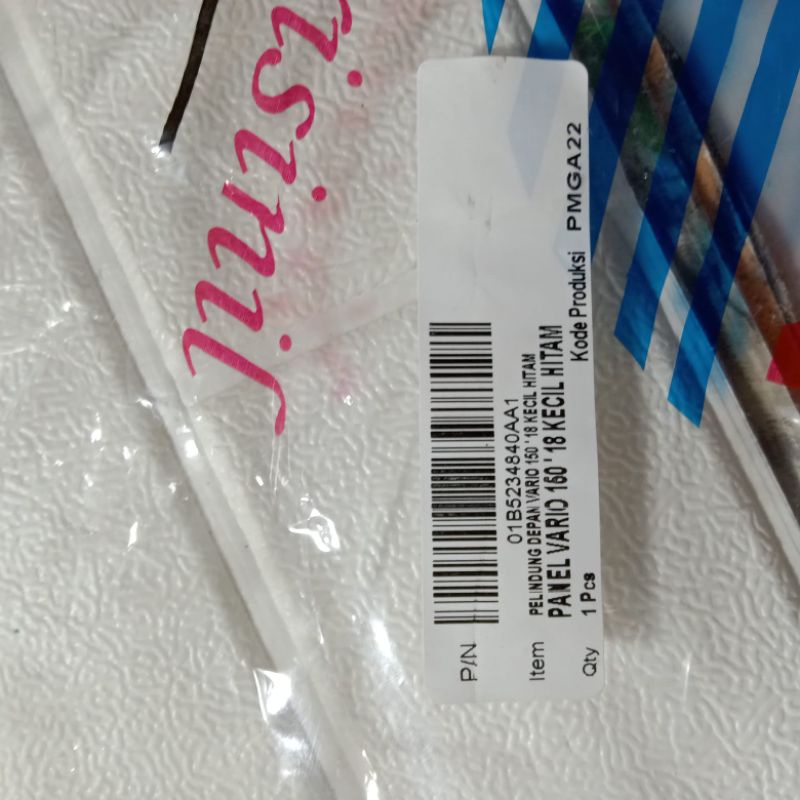 P/N
01B5234840AA1
Item PELINDUNG DEPAN VARIO 150 ' 18 KECIL HITAM
PANEL VARIO 160 ' 18 KECIL HITAM
Qty 1 Pcs Kode Produksi PMGA22